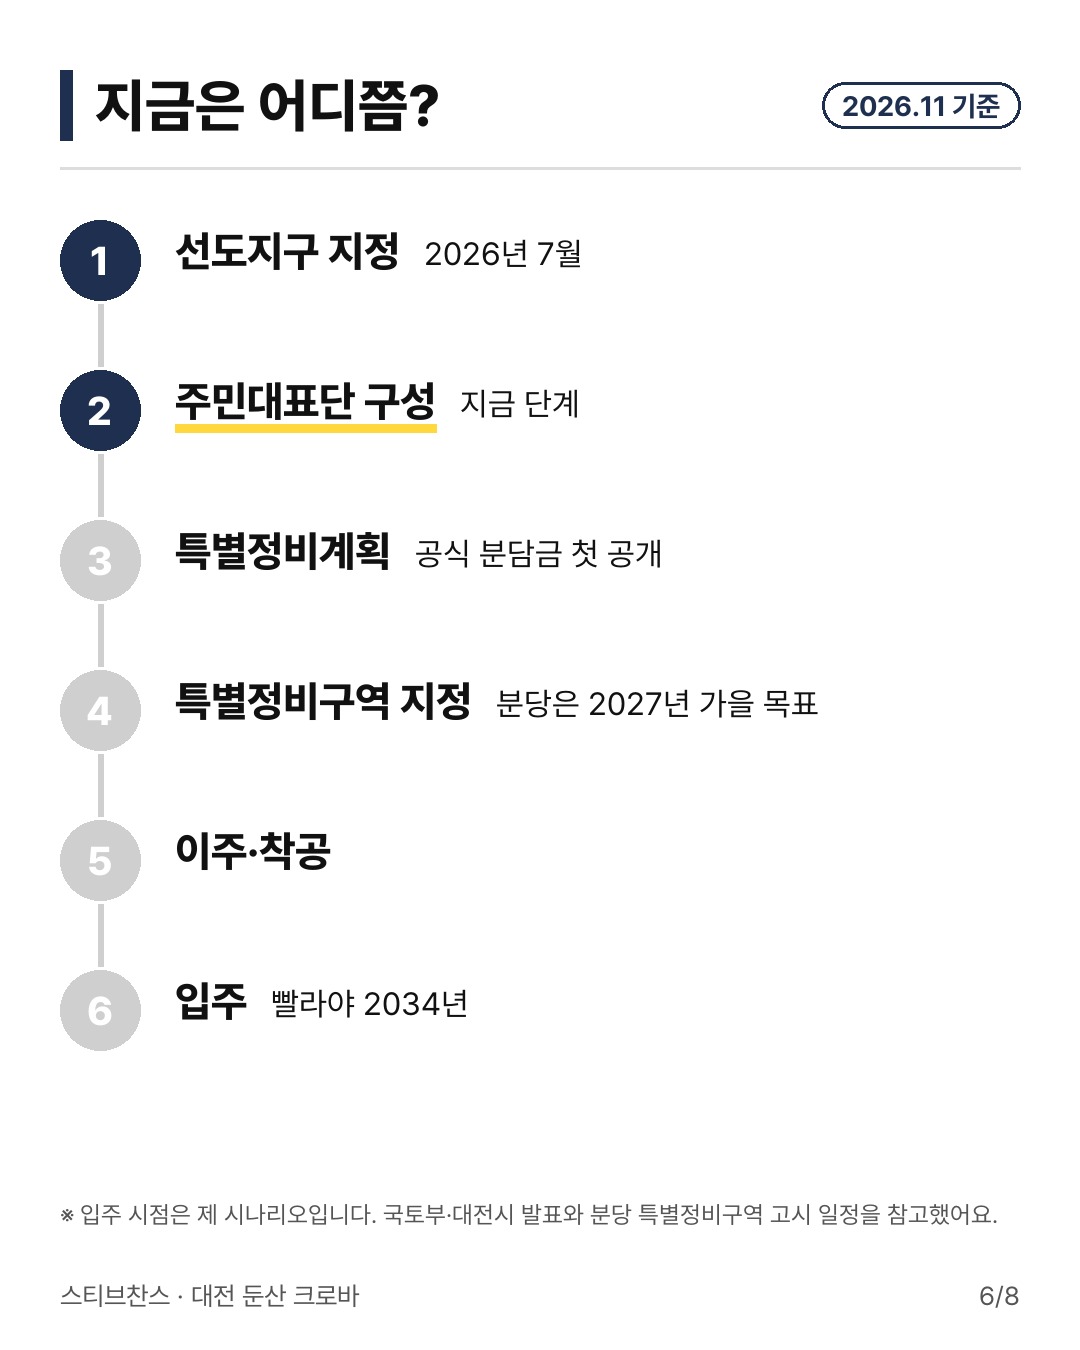 지금은 어디쯤?
2026.11 기준
1
선도지구 지정 2026년 7월
2
주민대표단 구성 지금 단계
3
특별정비계획 공식 분담금 첫 공개
4
특별정비구역 지정 분당은 2027년 가을 목표
5
이주·착공
6
입주 빨라야 2034년
※ 입주 시점은 제 시나리오입니다. 국토부·대전시 발표와 분당 특별정비구역 고시 일정을 참고했어요.
스티브찬스 · 대전 둔산 크로바
6/8